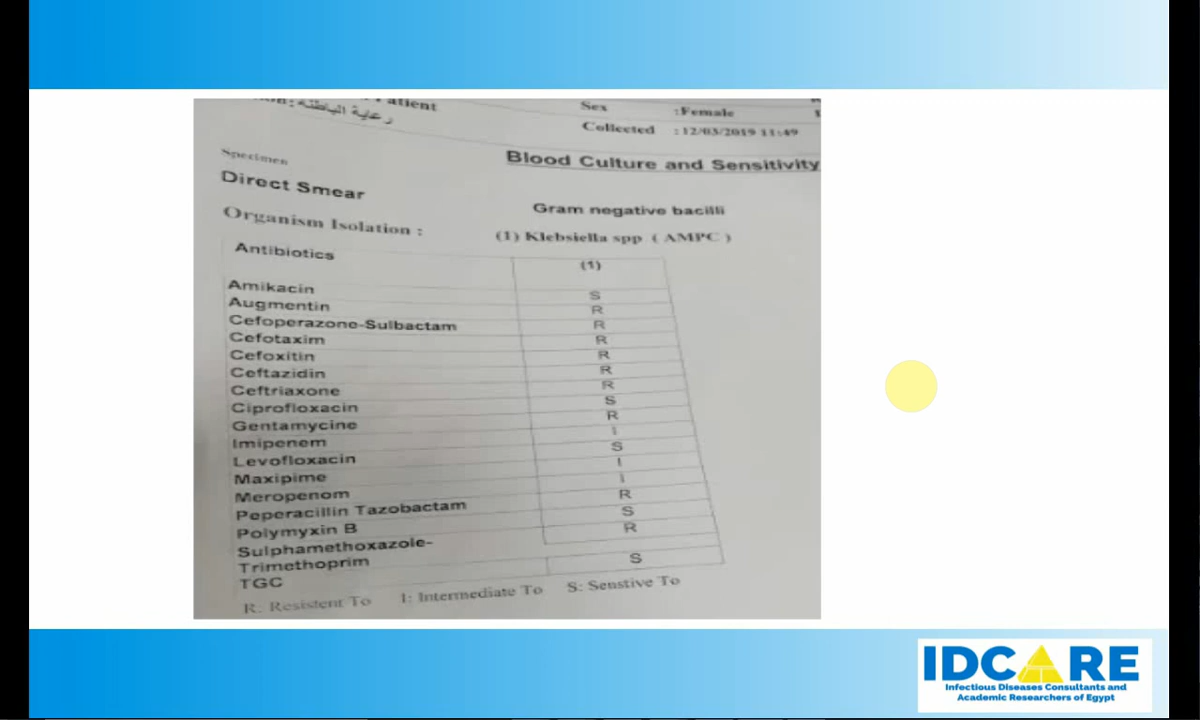 Patient
Sex :Female
رعاية الباطنه
Collected : 12/03/2019 11:49
Specimen
Blood Culture and Sensitivity
Direct Smear
Gram negative bacilli
Organism Isolation : (1) Klebsiella spp ( AMPC )
Antibiotics (1)
Amikacin S
Augmentin R
Cefoperazone-Sulbactam R
Cefotaxim R
Cefoxitin R
Ceftazidin R
Ceftriaxone R
Ciprofloxacin S
Gentamycine R
Imipenem I
Levofloxacin S
Maxipime I
Meropenom I
Peperacillin Tazobactam R
Polymyxin B S
Sulphamethoxazole- R
Trimethoprim
TGC S
R: Resistent To I: Intermediate To S: Senstive To
IDCARE
Infectious Diseases Consultants and
Academic Researchers of Egypt